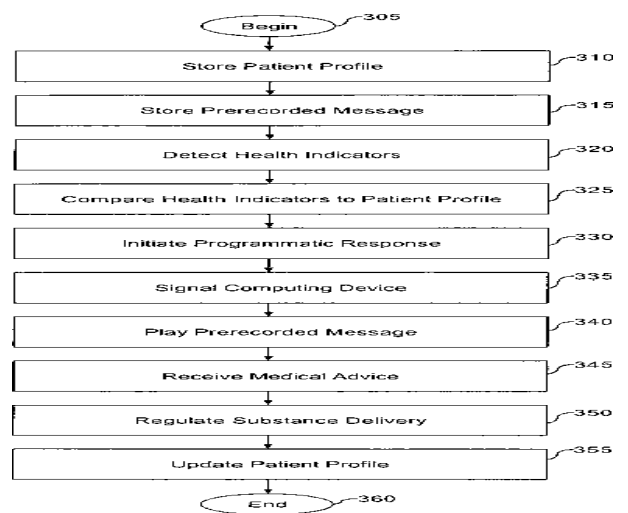 Begin 305
Store Patient Profile 310
Store Prerecorded Message 315
Detect Health Indicators 320
Compare Health Indicators to Patient Profile 325
Initiate Programmatic Response 330
Signal Computing Device 335
Play Prerecorded Message 340
Receive Medical Advice 345
Regulate Substance Delivery 350
Update Patient Profile 355
End 360